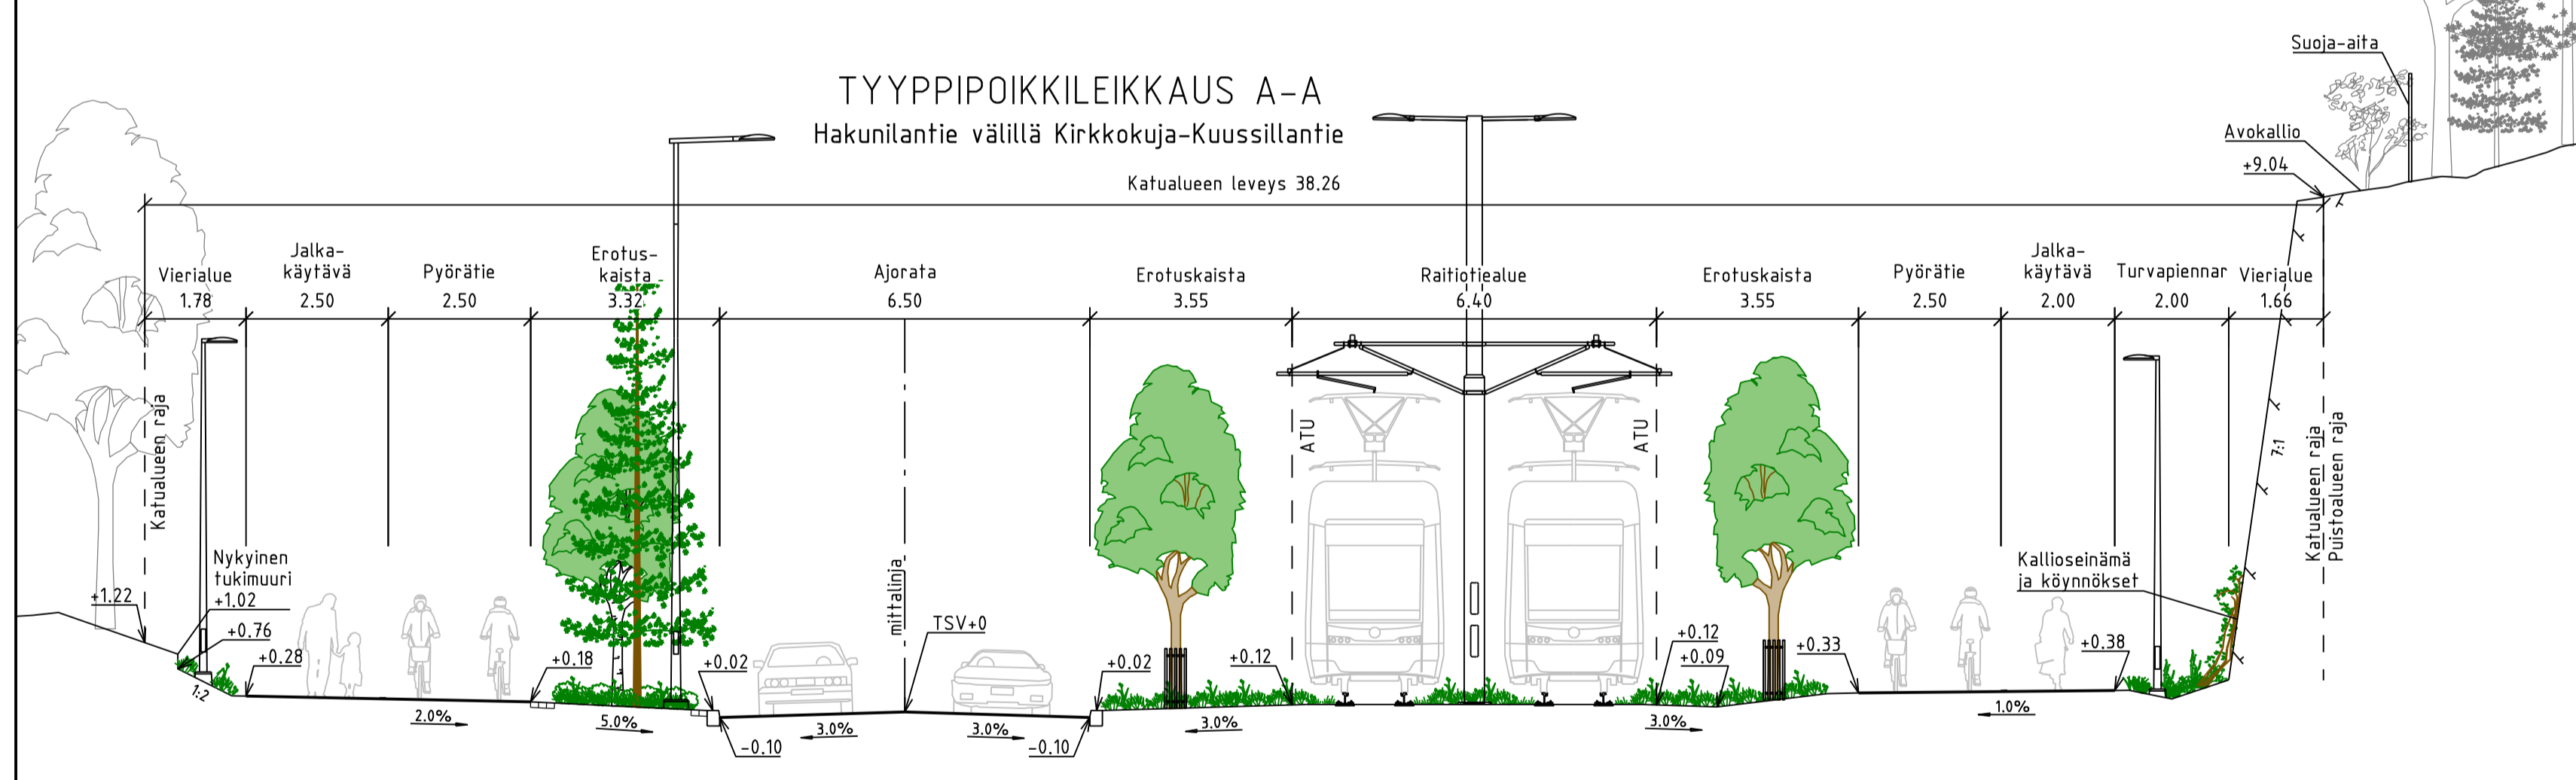 TYYPPIPOIKKILEIKKAUS A-A
Hakunilantie välillä Kirkkokuja-Kuussillantie
Katualueen leveys 38.26
Suoja-aita
Avokallio
+9.04
Vierialue
1.78
Jalka-
käytävä
2.50
Pyörätie
2.50
Erotus-
kaista
3.32
Ajorata
6.50
Erotuskaista
3.55
Raitiotiealue
6.40
Erotuskaista
3.55
Pyörätie
2.50
Jalka-
käytävä
2.00
Turvapiennar
2.00
Vierialue
1.66
Katualueen raja
mittalinja
ATU
ATU
7:1
Katualueen raja
Puistoalueen raja
Nykyinen
tukimuuri
+1.22
+1.02
+0.76
+0.28
+0.18
+0.02
TSV+0
+0.02
+0.12
+0.12
+0.09
+0.33
Kallioseinämä
ja köynnökset
+0.38
1:2
2.0%
5.0%
-0.10
3.0%
3.0%
-0.10
3.0%
3.0%
1.0%